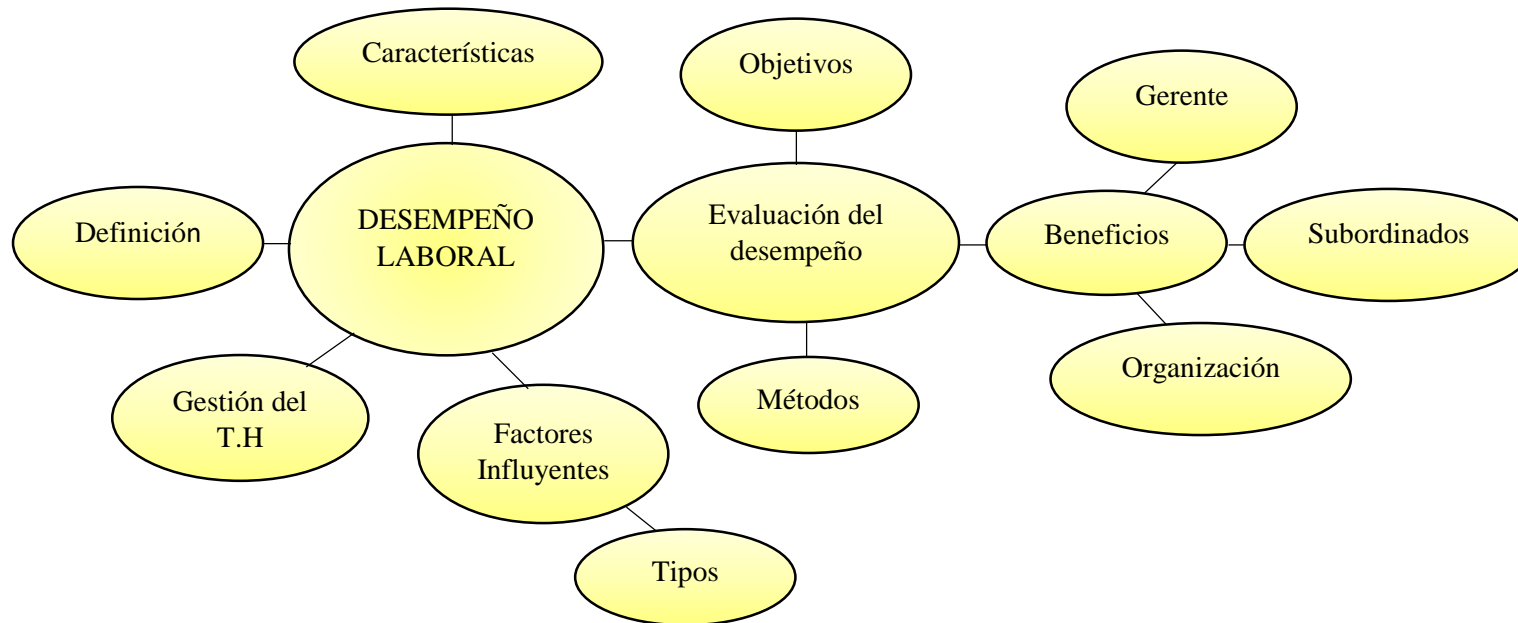 Características
Objetivos
Gerente
Definición
DESEMPEÑO
LABORAL
Evaluación del
desempeño
Beneficios
Subordinados
Gestión del
T.H
Factores
Influyentes
Métodos
Organización
Tipos